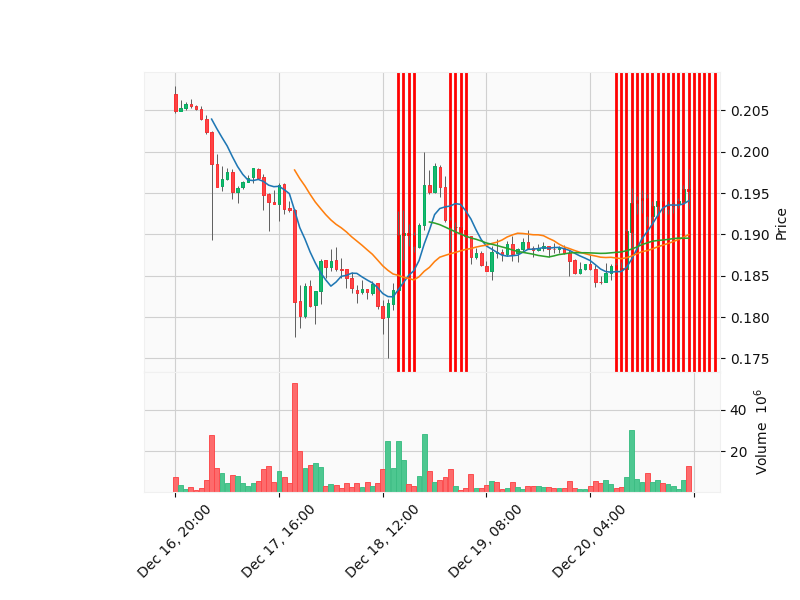 0.205
0.200
0.195
0.190
0.185
0.180
0.175
Price
40
20
Volume 10^6
Dec 16, 20:00
Dec 17, 16:00
Dec 18, 12:00
Dec 19, 08:00
Dec 20, 04:00